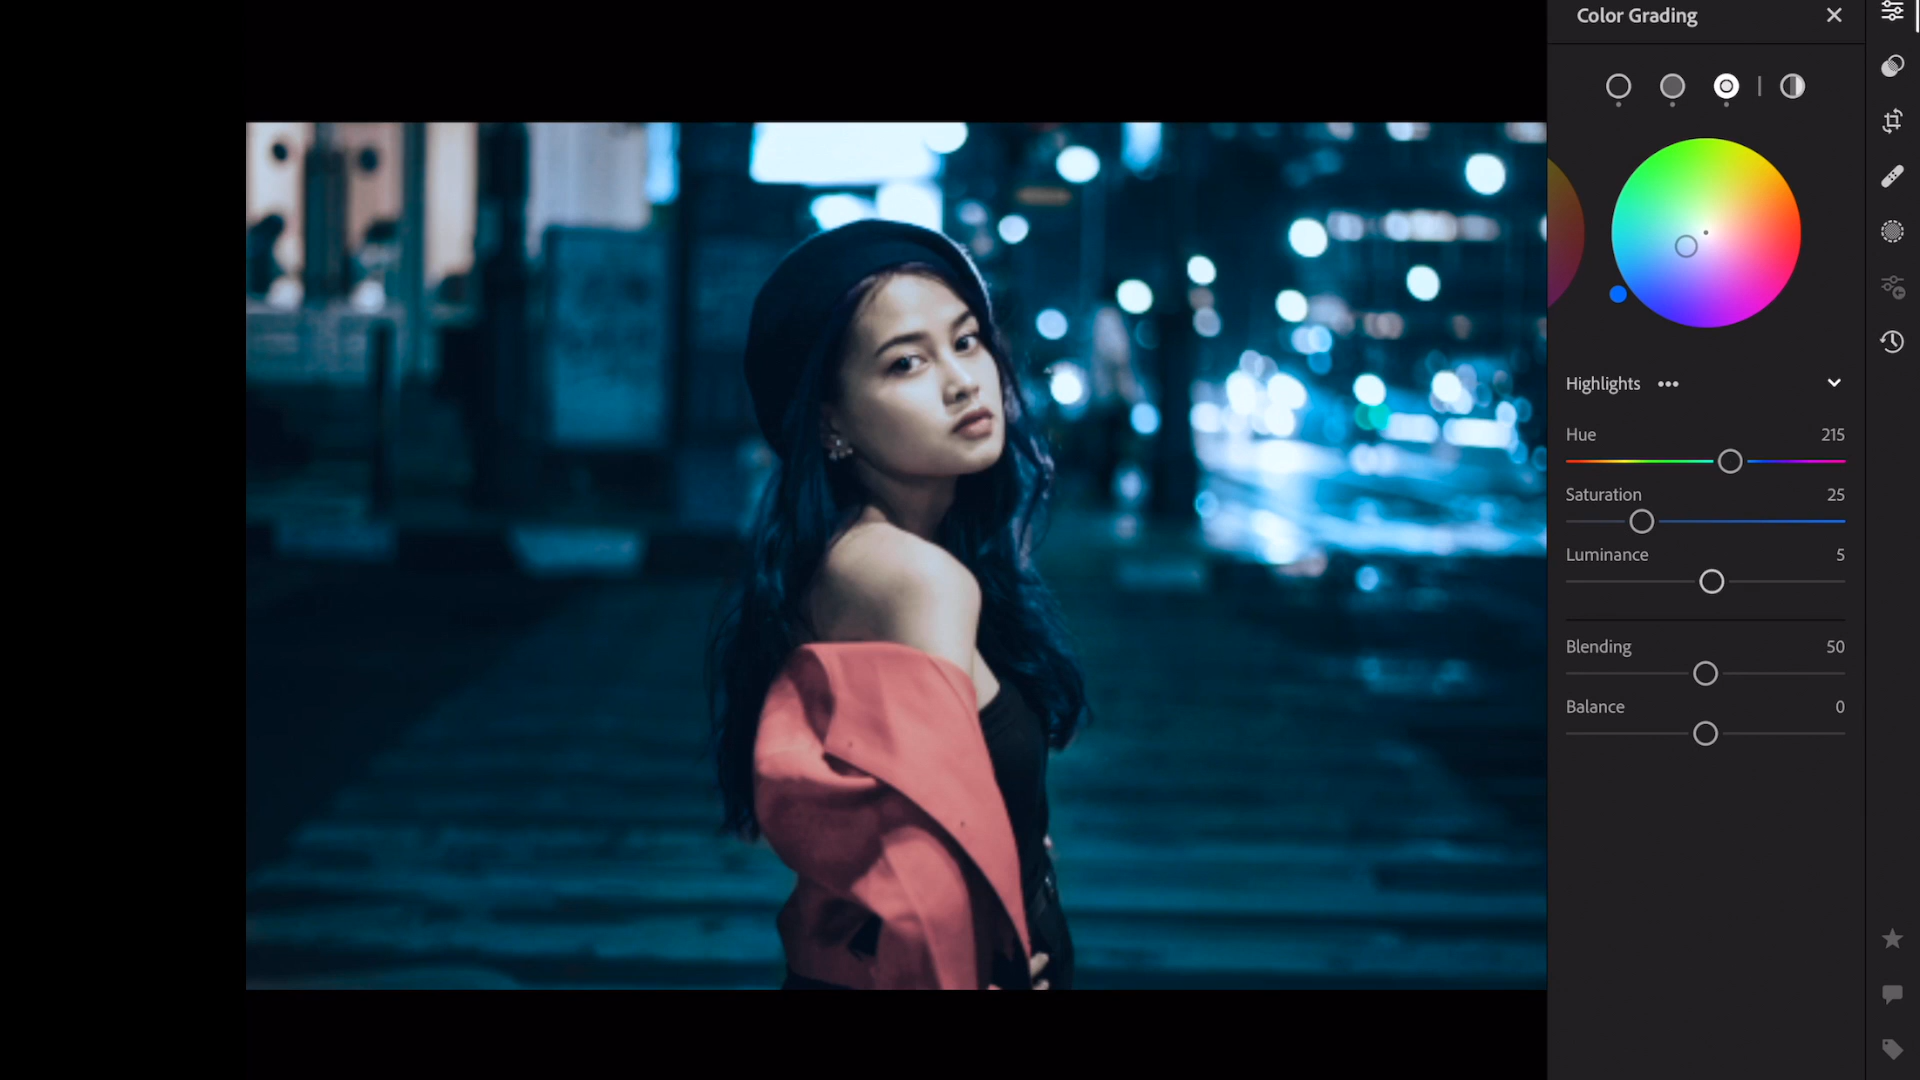 Color Grading
Highlights
Hue 215
Saturation 25
Luminance 5
Blending 50
Balance 0